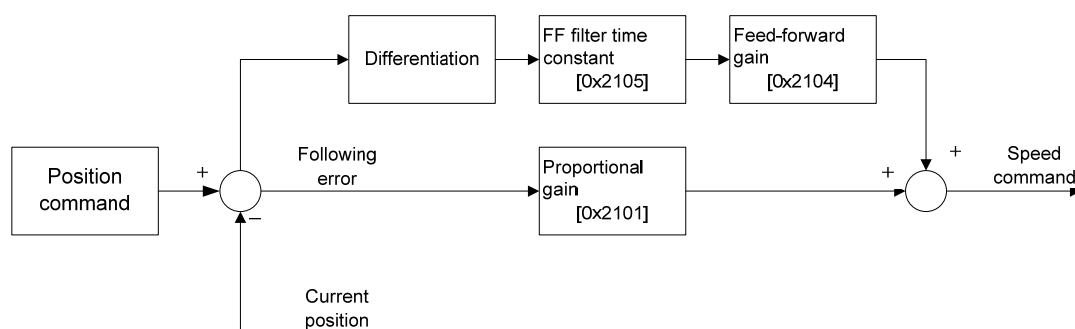 Differentiation
FF filter time
constant
[0x2105]
Feed-forward
gain
[0x2104]
Position
command
+
−
Following
error
Proportional
gain
[0x2101]
+
+
Speed
command
Current
position